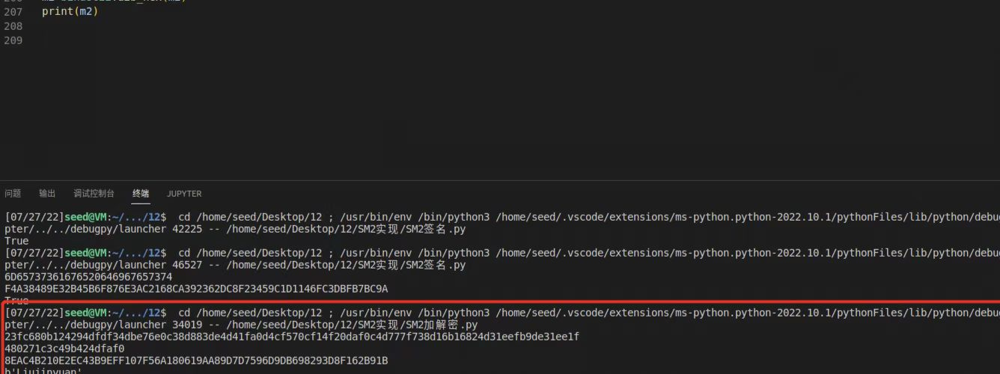 207 print(m2)
208
209
问题 输出 调试控制台 终端 JUPYTER
[07/27/22]seed@VM:~/.../12$  cd /home/seed/Desktop/12 ; /usr/bin/env /bin/python3 /home/seed/.vscode/extensions/ms-python.python-2022.10.1/pythonFiles/lib/python/debug
pter/../../debugpy/launcher 42225 -- /home/seed/Desktop/12/SM2实现/SM2签名.py
True
[07/27/22]seed@VM:~/.../12$  cd /home/seed/Desktop/12 ; /usr/bin/env /bin/python3 /home/seed/.vscode/extensions/ms-python.python-2022.10.1/pythonFiles/lib/python/debug
pter/../../debugpy/launcher 46527 -- /home/seed/Desktop/12/SM2实现/SM2签名.py
6D65737361676520646967657374
F4A38489E32B45B6F876E3AC2168CA392362DC8F23459C1D1146FC3DBFB7BC9A
True
[07/27/22]seed@VM:~/.../12$  cd /home/seed/Desktop/12 ; /usr/bin/env /bin/python3 /home/seed/.vscode/extensions/ms-python.python-2022.10.1/pythonFiles/lib/python/debug
pter/../../debugpy/launcher 34019 -- /home/seed/Desktop/12/SM2实现/SM2加解密.py
23fc680b124294dfdf34dbe76e0c38d883de4d41fa0d4cf570cf14f20daf0c4d777f738d16b16824d31eefb9de31ee1f
480271c3c49b424dfaf0
8EAC4B210E2EC43B9EFF107F56A180619AA89D7D7596D9DB698293D8F162B91B
b'Liujinyuan'